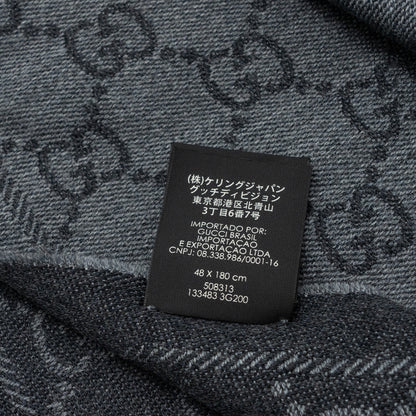 (株)ケリングジャパン
グッチディビジョン
東京都港区北青山
3丁目6番7号
IMPORTADO POR:
GUCCI BRASIL
IMPORTACAO
E EXPORTAÇAO LTDA
CNPJ: 08.338.986/0001-16
48 X 180 cm
508313
133483 3G200